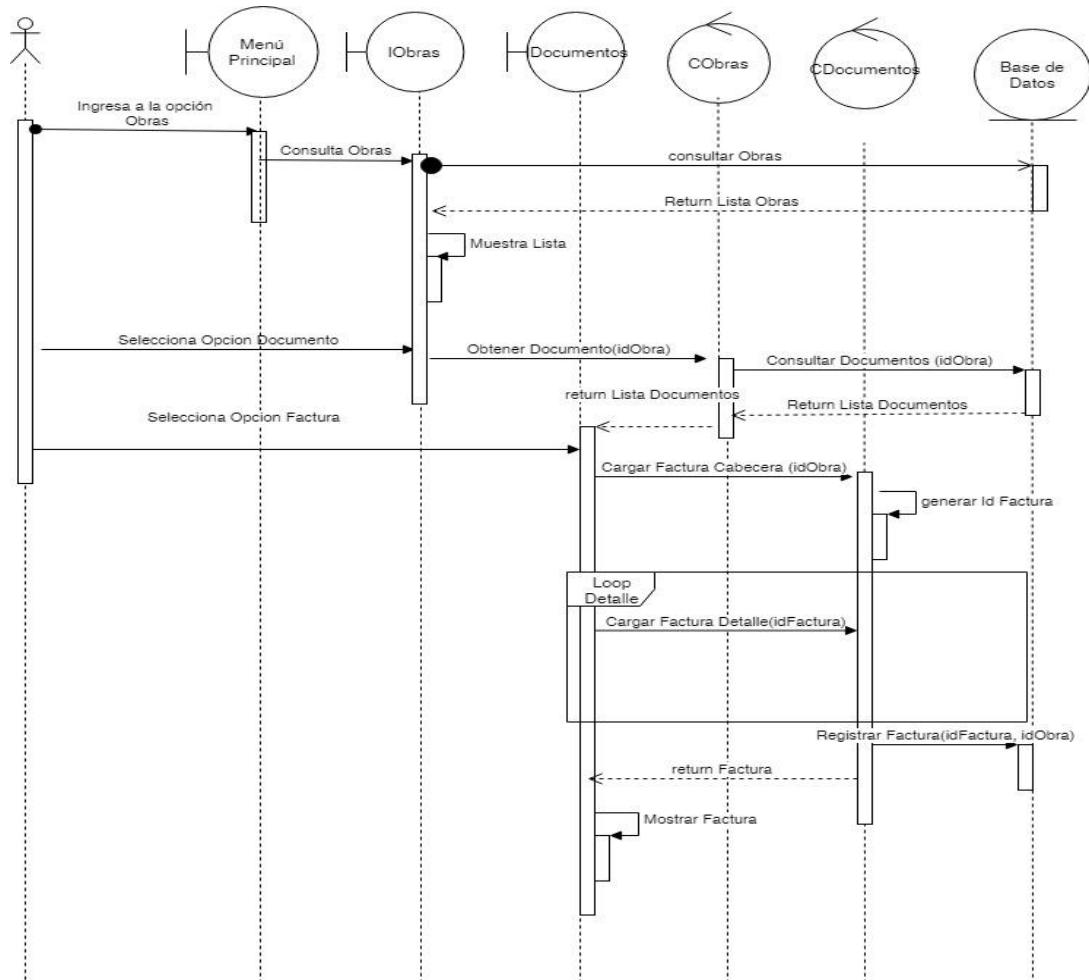 Menú
Principal
IObras
Documentos
CObras
CDocumentos
Base de
Datos
Ingresa a la opción
Obras
Consulta Obras
consultar Obras
Return Lista Obras
Muestra Lista
Selecciona Opcion Documento
Obtener Documento(idObra)
Consultar Documentos (idObra)
return Lista Documentos
Return Lista Documentos
Selecciona Opcion Factura
Cargar Factura Cabecera (idObra)
generar Id Factura
Loop
Detalle
Cargar Factura Detalle(idFactura)
Registrar Factura(idFactura, idObra)
return Factura
Mostrar Factura